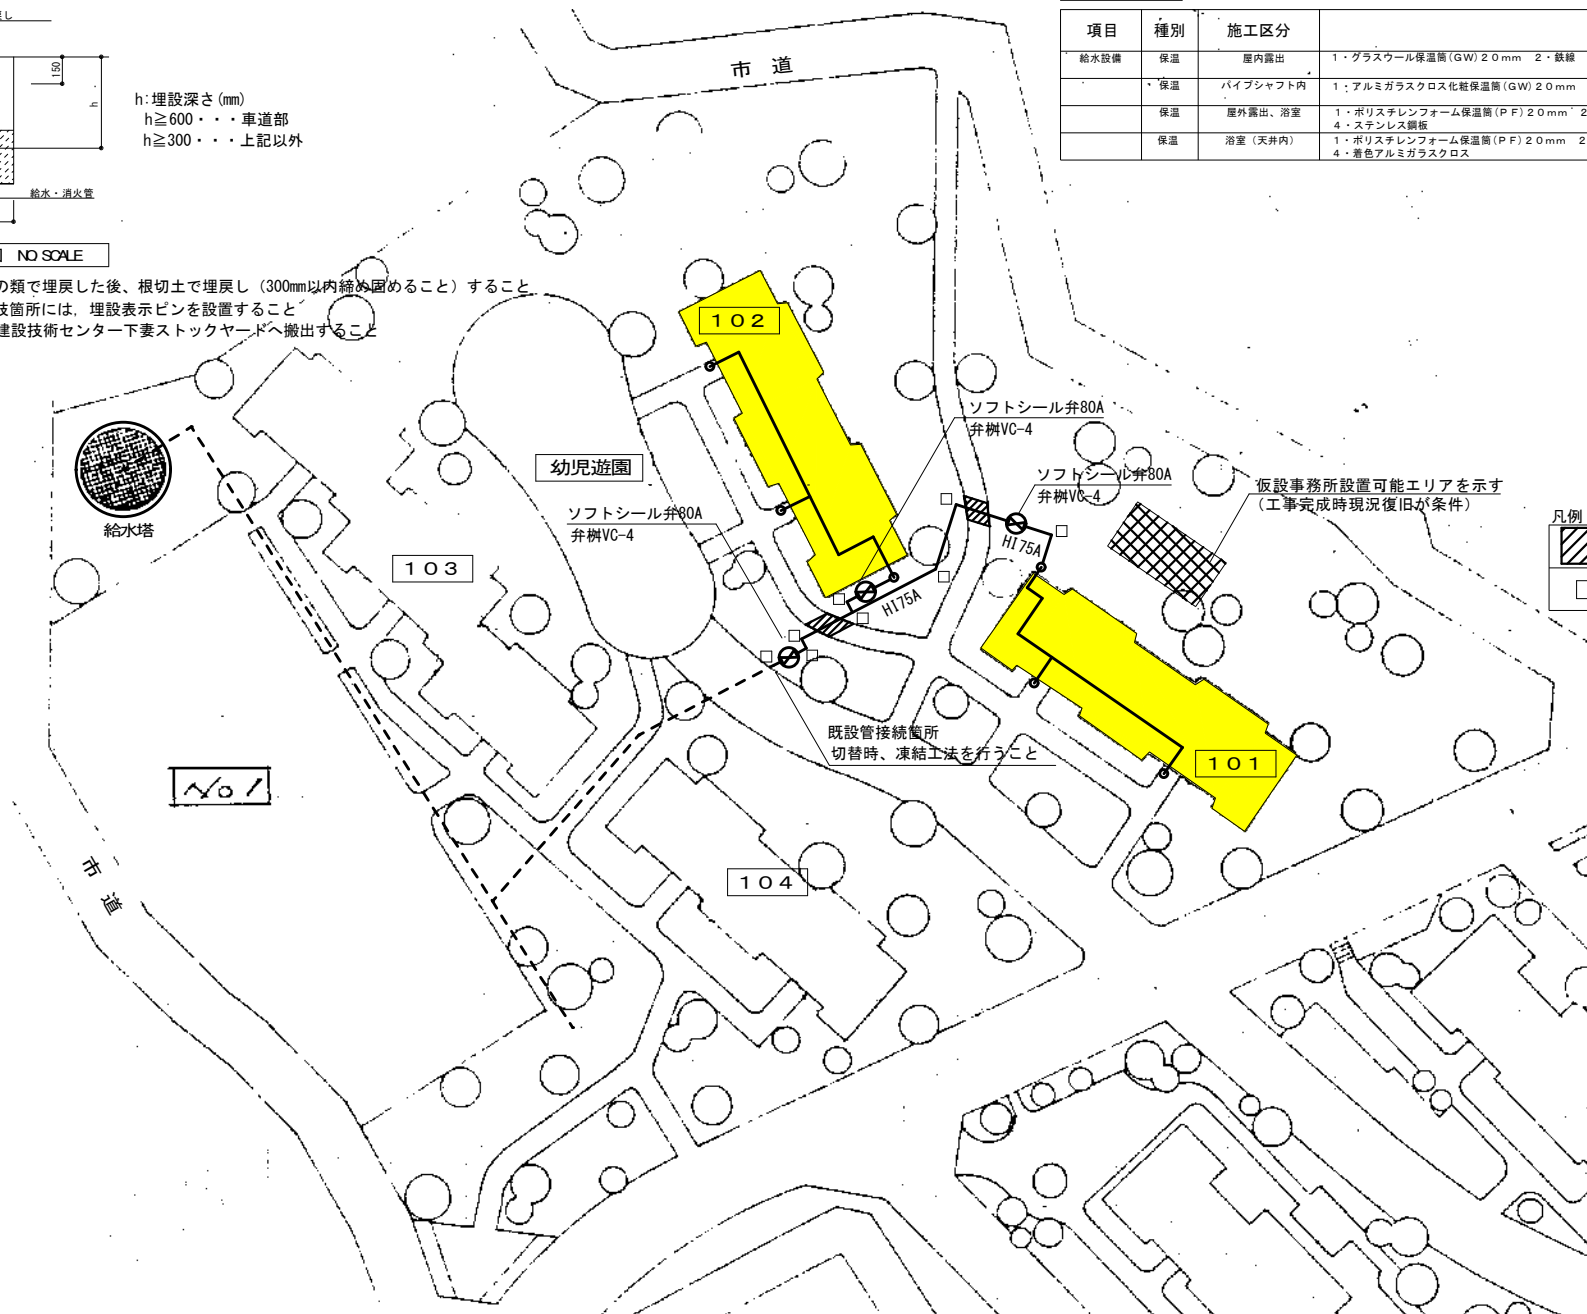 戻し
150
h
h:埋設深さ(mm)
h≧600・・・車道部
h≧300・・・上記以外
給水・消火管
NO SCALE
の類で埋戻した後、根切土で埋戻し（300mm以内締め固めること）すること
技箇所には，埋設表示ピンを設置すること
建設技術センター下妻ストックヤードへ搬出すること
項目 種別 施工区分
給水設備 保温 屋内露出 1・グラスウール保温筒(GW)20mm 2・鉄線
保温 パイプシャフト内 1・アルミガラスクロス化粧保温筒(GW)20mm
保温 屋外露出、浴室 1・ポリスチレンフォーム保温筒(PF)20mm 2
4・ステンレス鋼板
保温 浴室（天井内） 1・ポリスチレンフォーム保温筒(PF)20mm 2
4・着色アルミガラスクロス
市道
102
ソフトシール弁80A
弁桝VC-4
幼児遊園
ソフトシール弁80A
弁桝VC-4
仮設事務所設置可能エリアを示す
（工事完成時現況復旧が条件）
凡例
給水塔
ソフトシール弁80A
弁桝VC-4
HI75A
103
HI75A
既設管接続箇所
切替時、凍結工法を行うこと
101
No1
市道
104